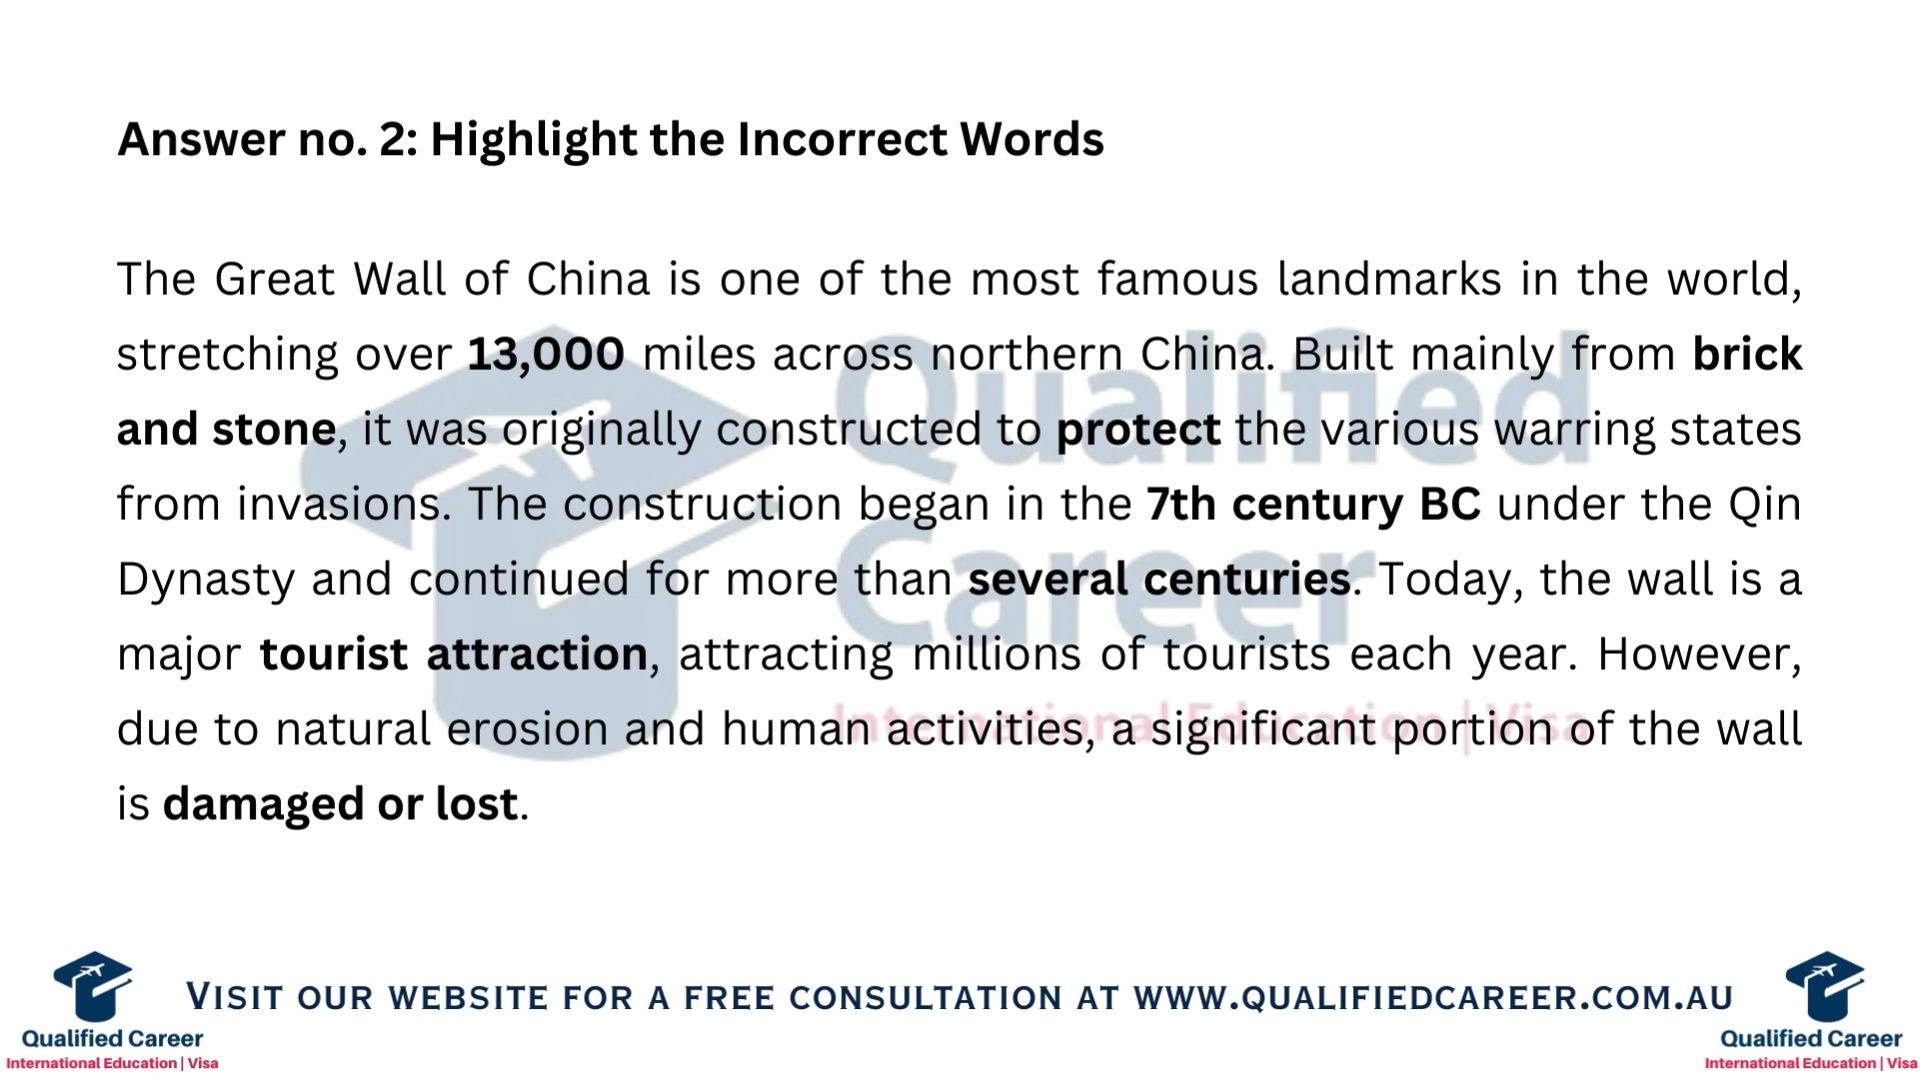 Answer no. 2: Highlight the Incorrect Words
The Great Wall of China is one of the most famous landmarks in the world,
stretching over 13,000 miles across northern China. Built mainly from brick
and stone, it was originally constructed to protect the various warring states
from invasions. The construction began in the 7th century BC under the Qin
Dynasty and continued for more than several centuries. Today, the wall is a
major tourist attraction, attracting millions of tourists each year. However,
due to natural erosion and human activities, a significant portion of the wall
is damaged or lost.
Qualified
Career
International Education | Visa
VISIT OUR WEBSITE FOR A FREE CONSULTATION AT WWW.QUALIFIEDCAREER.COM.AU
Qualified Career
International Education | Visa
Qualified Career
International Education | Visa